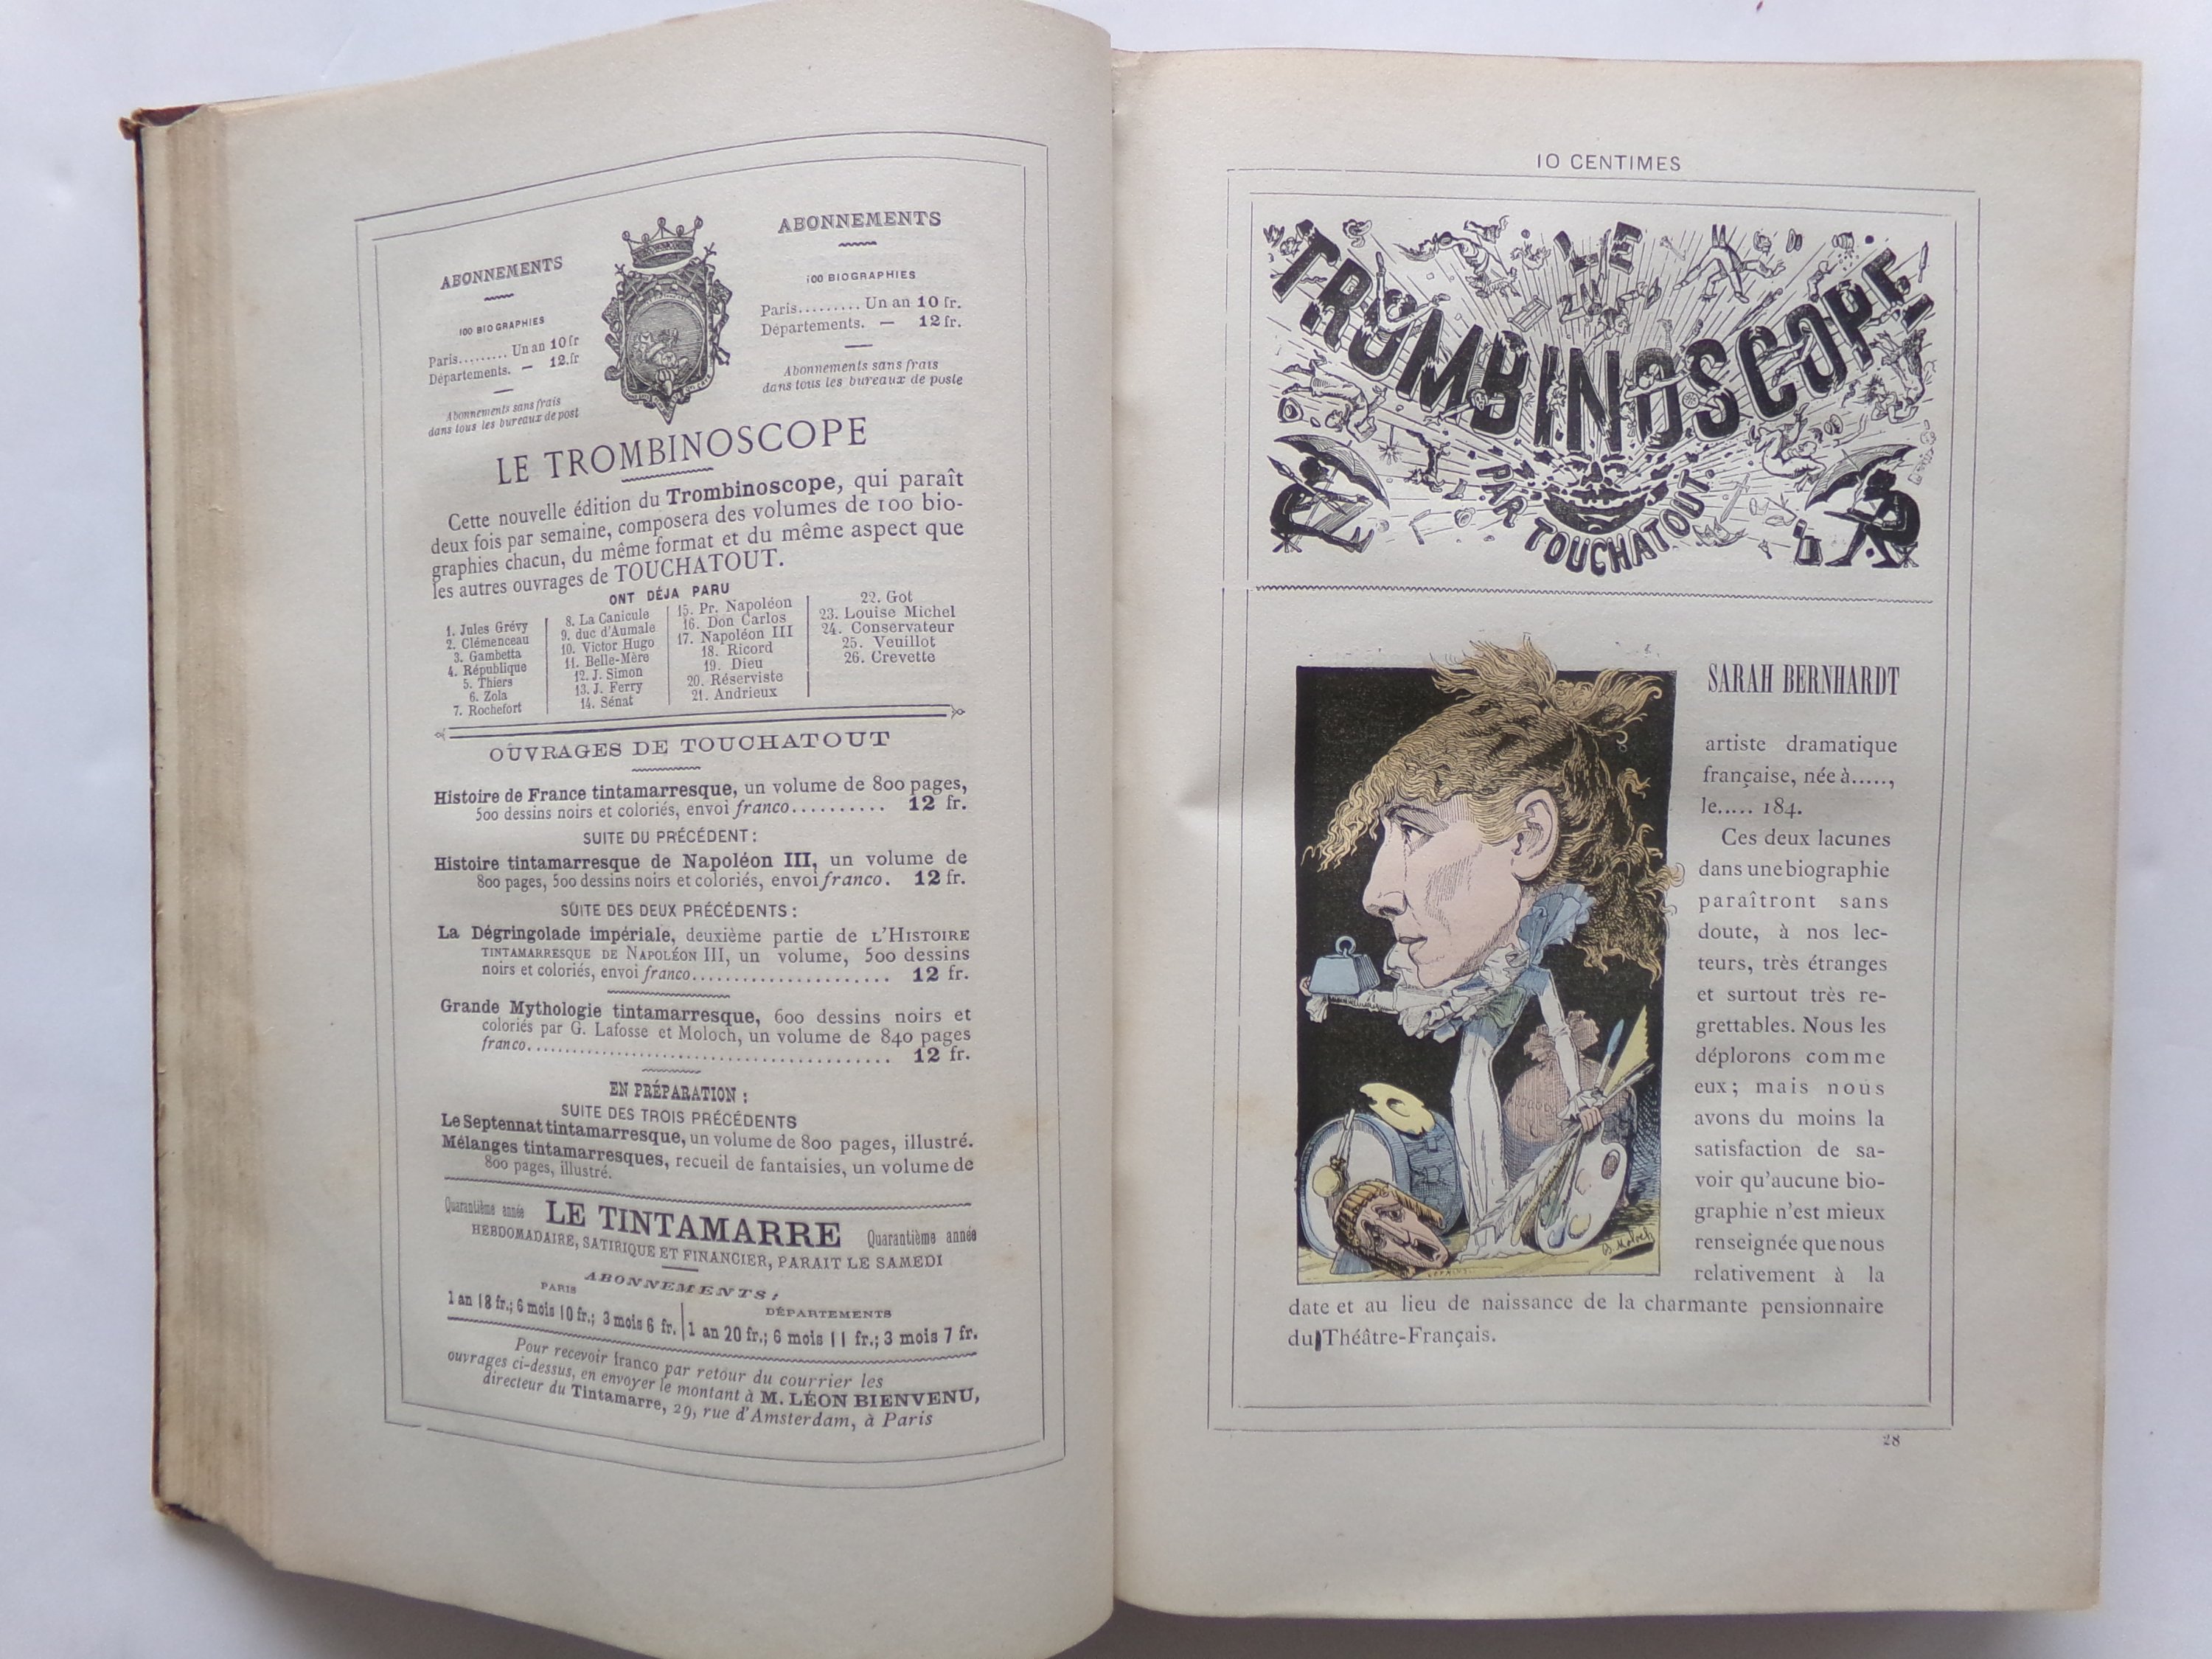 ABONNEMENTS
100 BIOGRAPHIES
Paris......... Un an 10 fr
Départements. — 12.fr
Abonnements sans frais
dans tous les bureaux de post
ABONNEMENTS
100 BIOGRAPHIES
Paris......... Un an 10 fr.
Départements. — 12 fr.
Abonnements sans frais
dans tous les bureaux de poste
LE TROMBINOSCOPE
Cette nouvelle édition du Trombinoscope, qui paraît
deux fois par semaine, composera des volumes de 100 bio-
graphies chacun, du même format et du même aspect que
les autres ouvrages de TOUCHATOUT.
ONT DÉJA PARU
1. Jules Grévy
2. Clémenceau
3. Gambetta
4. République
5. Thiers
6. Zola
7. Rochefort
8. La Canicule
9. duc d'Aumale
10. Victor Hugo
11. Belle-Mère
12. J. Simon
13. J. Ferry
14. Sénat
15. Pr. Napoléon
16. Don Carlos
17. Napoléon III
18. Ricord
19. Dieu
20. Réserviste
21. Andrieux
22. Got
23. Louise Michel
24. Conservateur
25. Veuillot
26. Crevette
OUVRAGES DE TOUCHATOUT
Histoire de France tintamarresque, un volume de 800 pages,
500 dessins noirs et coloriés, envoi franco.......... 12 fr.
SUITE DU PRÉCÉDENT :
Histoire tintamarresque de Napoléon III, un volume de
800 pages, 500 dessins noirs et coloriés, envoi franco. 12 fr.
SUITE DES DEUX PRÉCÉDENTS :
La Dégringolade impériale, deuxième partie de L'HISTOIRE
TINTAMARRESQUE DE NAPOLÉON III, un volume, 500 dessins
noirs et coloriés, envoi franco...................... 12 fr.
Grande Mythologie tintamarresque, 600 dessins noirs et
coloriés par G. Lafosse et Moloch, un volume de 840 pages
franco.......................................... 12 fr.
EN PRÉPARATION :
SUITE DES TROIS PRÉCÉDENTS
Le Septennat tintamarresque, un volume de 800 pages, illustré.
Mélanges tintamarresques, recueil de fantaisies, un volume de
800 pages, illustré.
Quarantième année LE TINTAMARRE Quarantième année
HEBDOMADAIRE, SATIRIQUE ET FINANCIER, PARAIT LE SAMEDI
ABONNEMENTS :
PARIS
1 an 18 fr.; 6 mois 10 fr.; 3 mois 6 fr.
DÉPARTEMENTS
1 an 20 fr.; 6 mois 11 fr.; 3 mois 7 fr.
Pour recevoir franco par retour du courrier les
ouvrages ci-dessus, en envoyer le montant à M. LÉON BIENVENU,
directeur du Tintamarre, 29, rue d'Amsterdam, à Paris
10 CENTIMES
LE
TROMBINOSCOPE
PAR TOUCHATOUT
SARAH BERNHARDT
artiste dramatique
française, née à.....,
le..... 184.
Ces deux lacunes
dans une biographie
paraîtront sans
doute, à nos lec-
teurs, très étranges
et surtout très re-
grettables. Nous les
déplorons comme
eux ; mais nous
avons du moins la
satisfaction de sa-
voir qu'aucune bio-
graphie n'est mieux
renseignée que nous
relativement à la
date et au lieu de naissance de la charmante pensionnaire
du Théâtre-Français.
B. Moloch
28